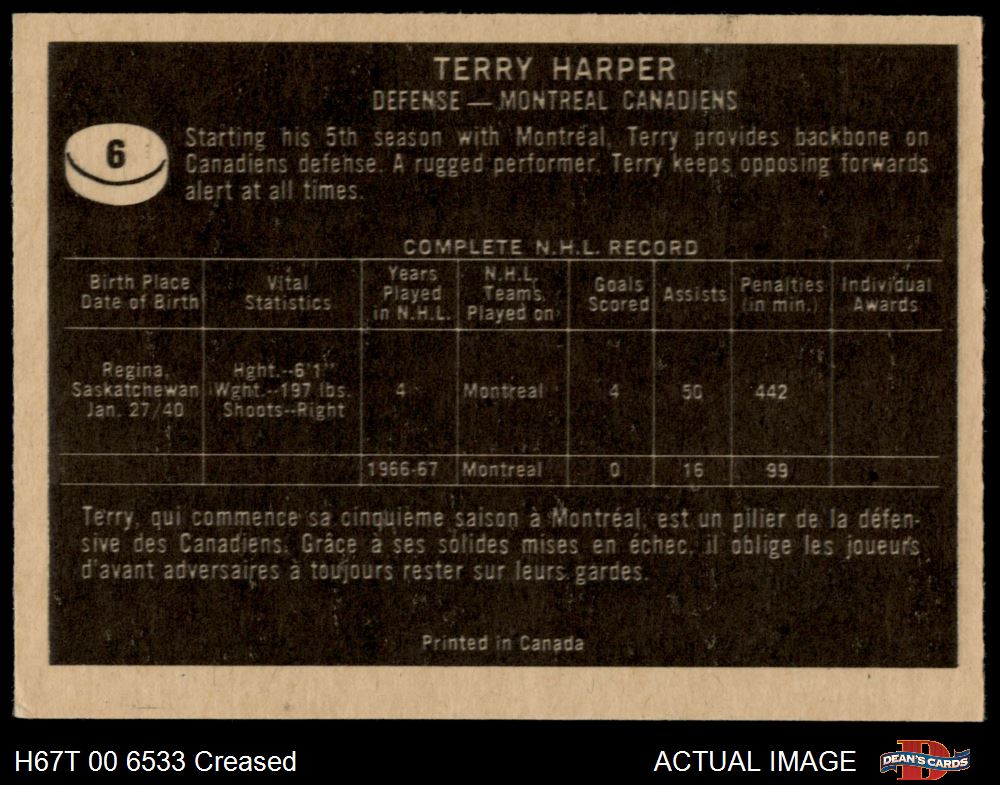 TERRY HARPER
DEFENSE — MONTREAL CANADIENS
6
Starting his 5th season with Montréal, Terry provides backbone on
Canadiens defense. A rugged performer, Terry keeps opposing forwards
alert at all times.
COMPLETE N.H.L. RECORD
Birth Place
Date of Birth
Vital
Statistics
Years
Played
in N.H.L.
N.H.L.
Teams
Played on
Goals
Scored
Assists
Penalties
(in min.)
Individual
Awards
Regina,
Saskatchewan
Jan. 27/40
Hght.--6'1"
Wght.--197 lbs.
Shoots--Right
4
Montreal
4
50
442
1966-67
Montreal
0
16
99
Terry, qui commence sa cinquième saison à Montréal, est un pilier de la défen-
sive des Canadiens. Grâce à ses solides mises en échec, il oblige les joueurs
d'avant adversaires à toujours rester sur leurs gardes.
Printed in Canada
H67T 00 6533 Creased
ACTUAL IMAGE
D
DEAN'S CARDS